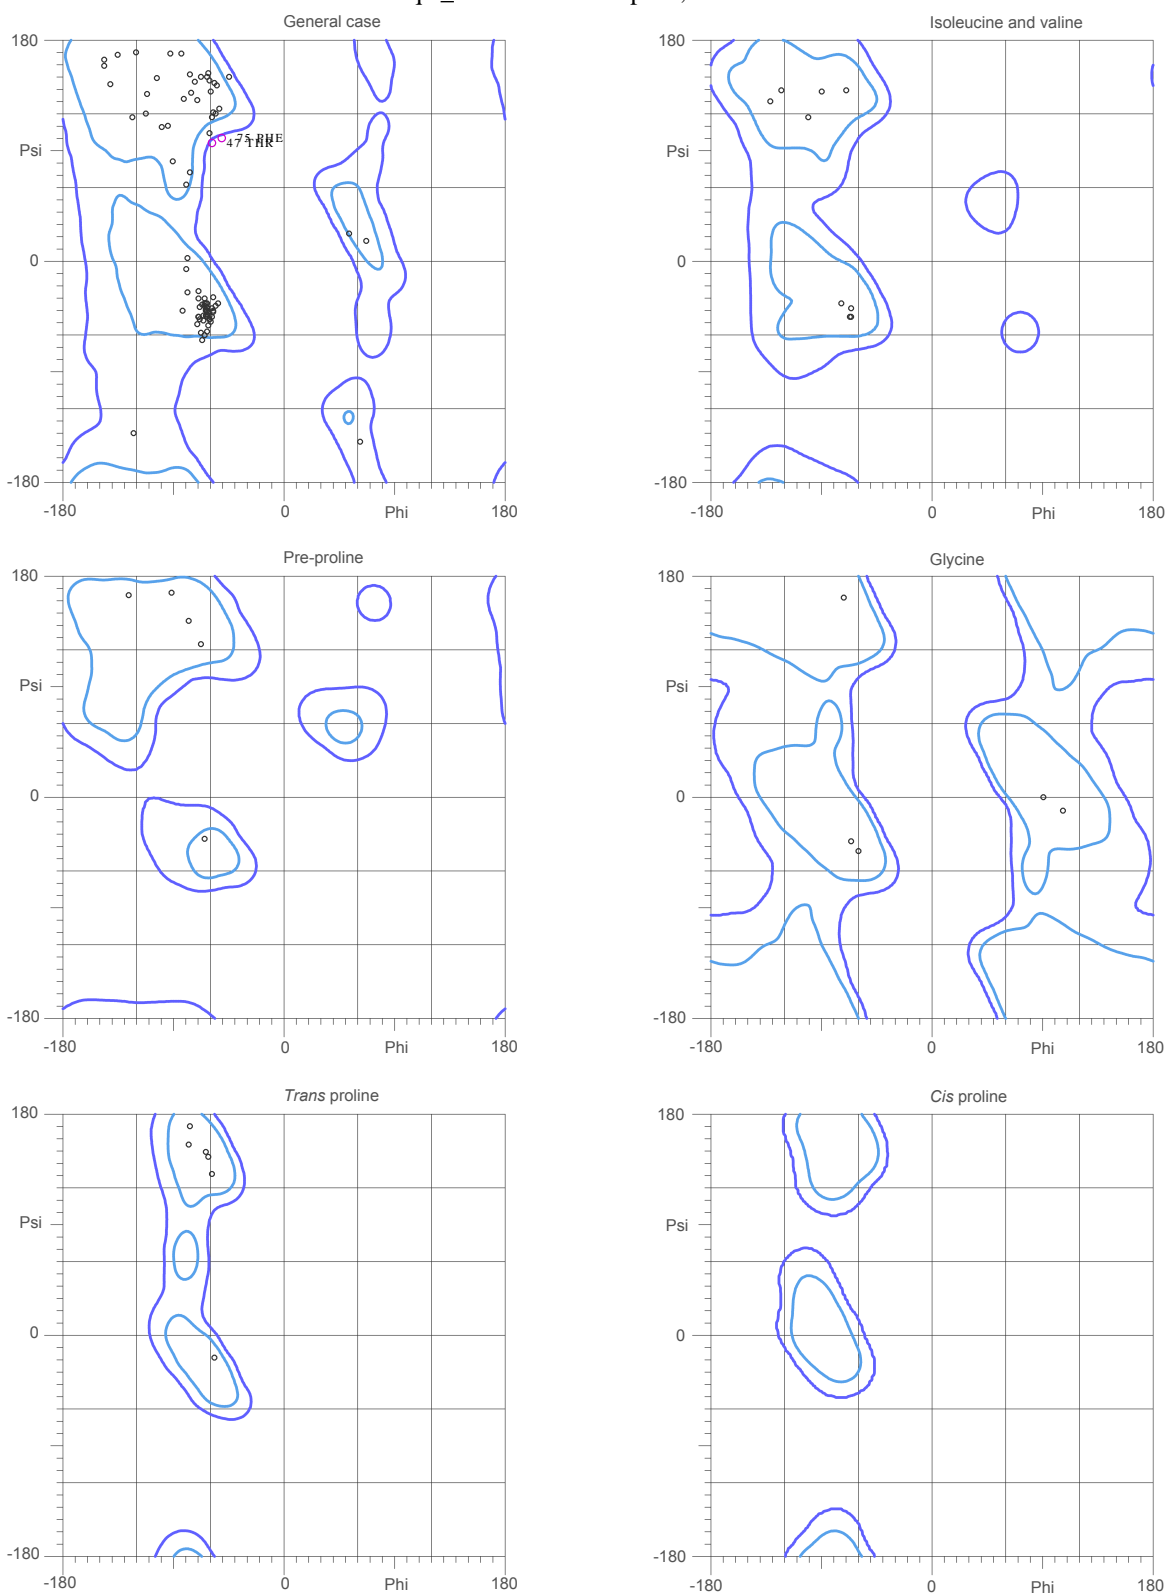 General case
Isoleucine and valine
180
180
75 PHE
47 THR
Psi
Psi
0
0
-180
-180
-180
0
Phi
180
-180
0
Phi
180
Pre-proline
Glycine
180
180
Psi
Psi
0
0
-180
-180
-180
0
Phi
180
-180
0
Phi
180
Trans proline
Cis proline
180
180
Psi
Psi
0
0
-180
-180
-180
0
Phi
180
-180
0
Phi
180